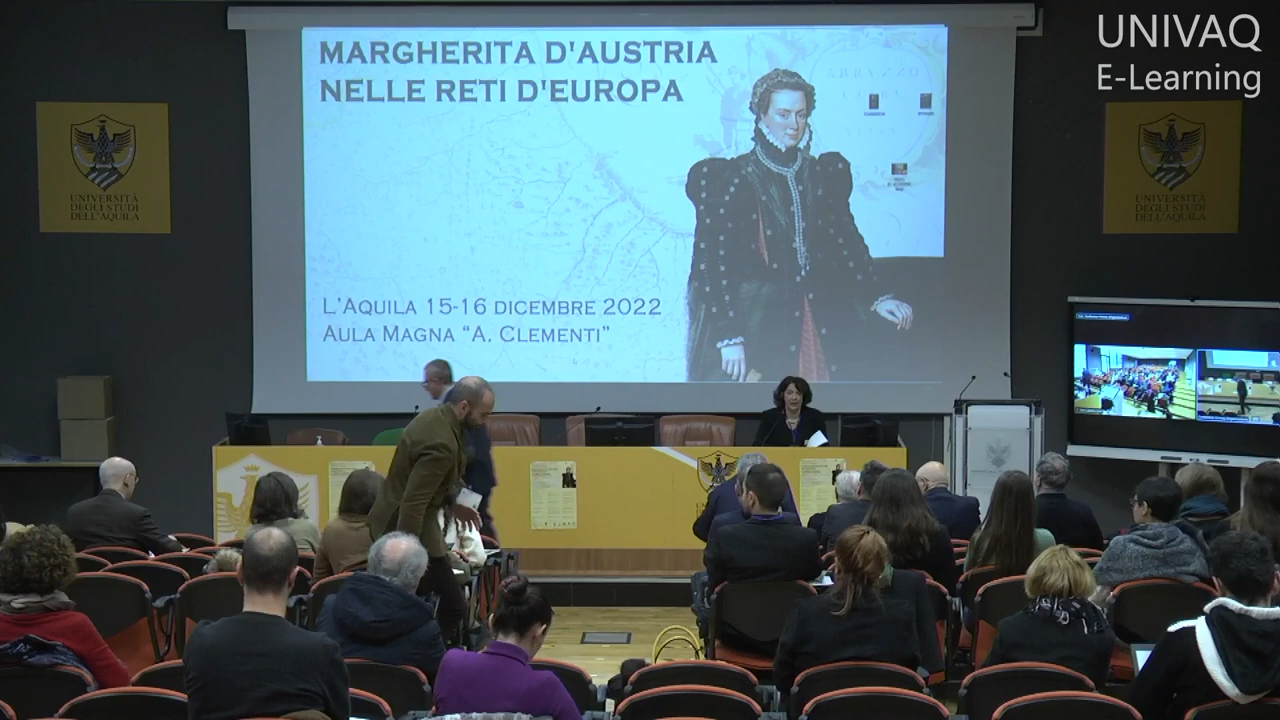 UNIVAQ
E-Learning
MARGHERITA D'AUSTRIA
NELLE RETI D'EUROPA
ABRUZZO
UNIVERSITÀ
DEGLI STUDI
DELL'AQUILA
UNIVERSITÀ
DEGLI STUDI
DELL'AQUILA
L'AQUILA 15-16 DICEMBRE 2022
AULA MAGNA "A. CLEMENTI"